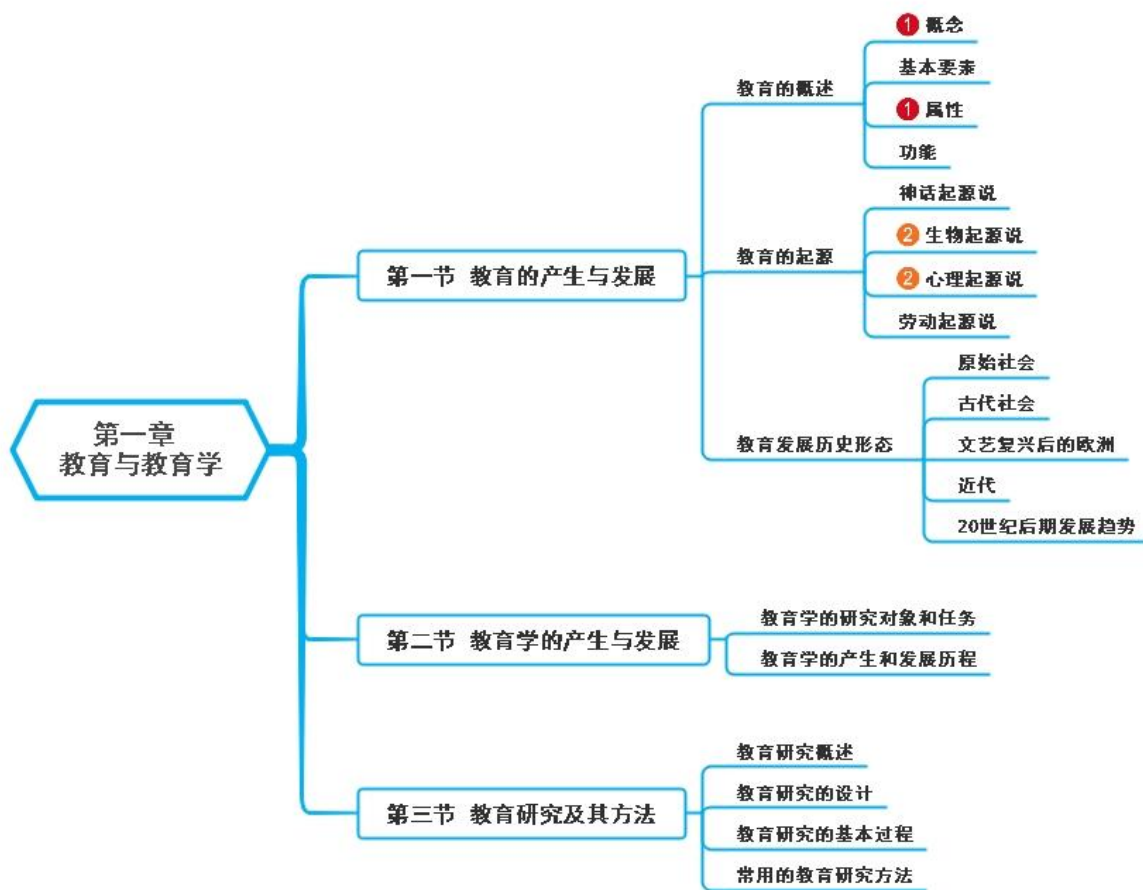 第一章
教育与教育学
第一节 教育的产生与发展
教育的概述
1 概念
基本要素
1 属性
功能
教育的起源
神话起源说
2 生物起源说
2 心理起源说
劳动起源说
教育发展历史形态
原始社会
古代社会
文艺复兴后的欧洲
近代
20世纪后期发展趋势
第二节 教育学的产生与发展
教育学的研究对象和任务
教育学的产生和发展历程
第三节 教育研究及其方法
教育研究概述
教育研究的设计
教育研究的基本过程
常用的教育研究方法